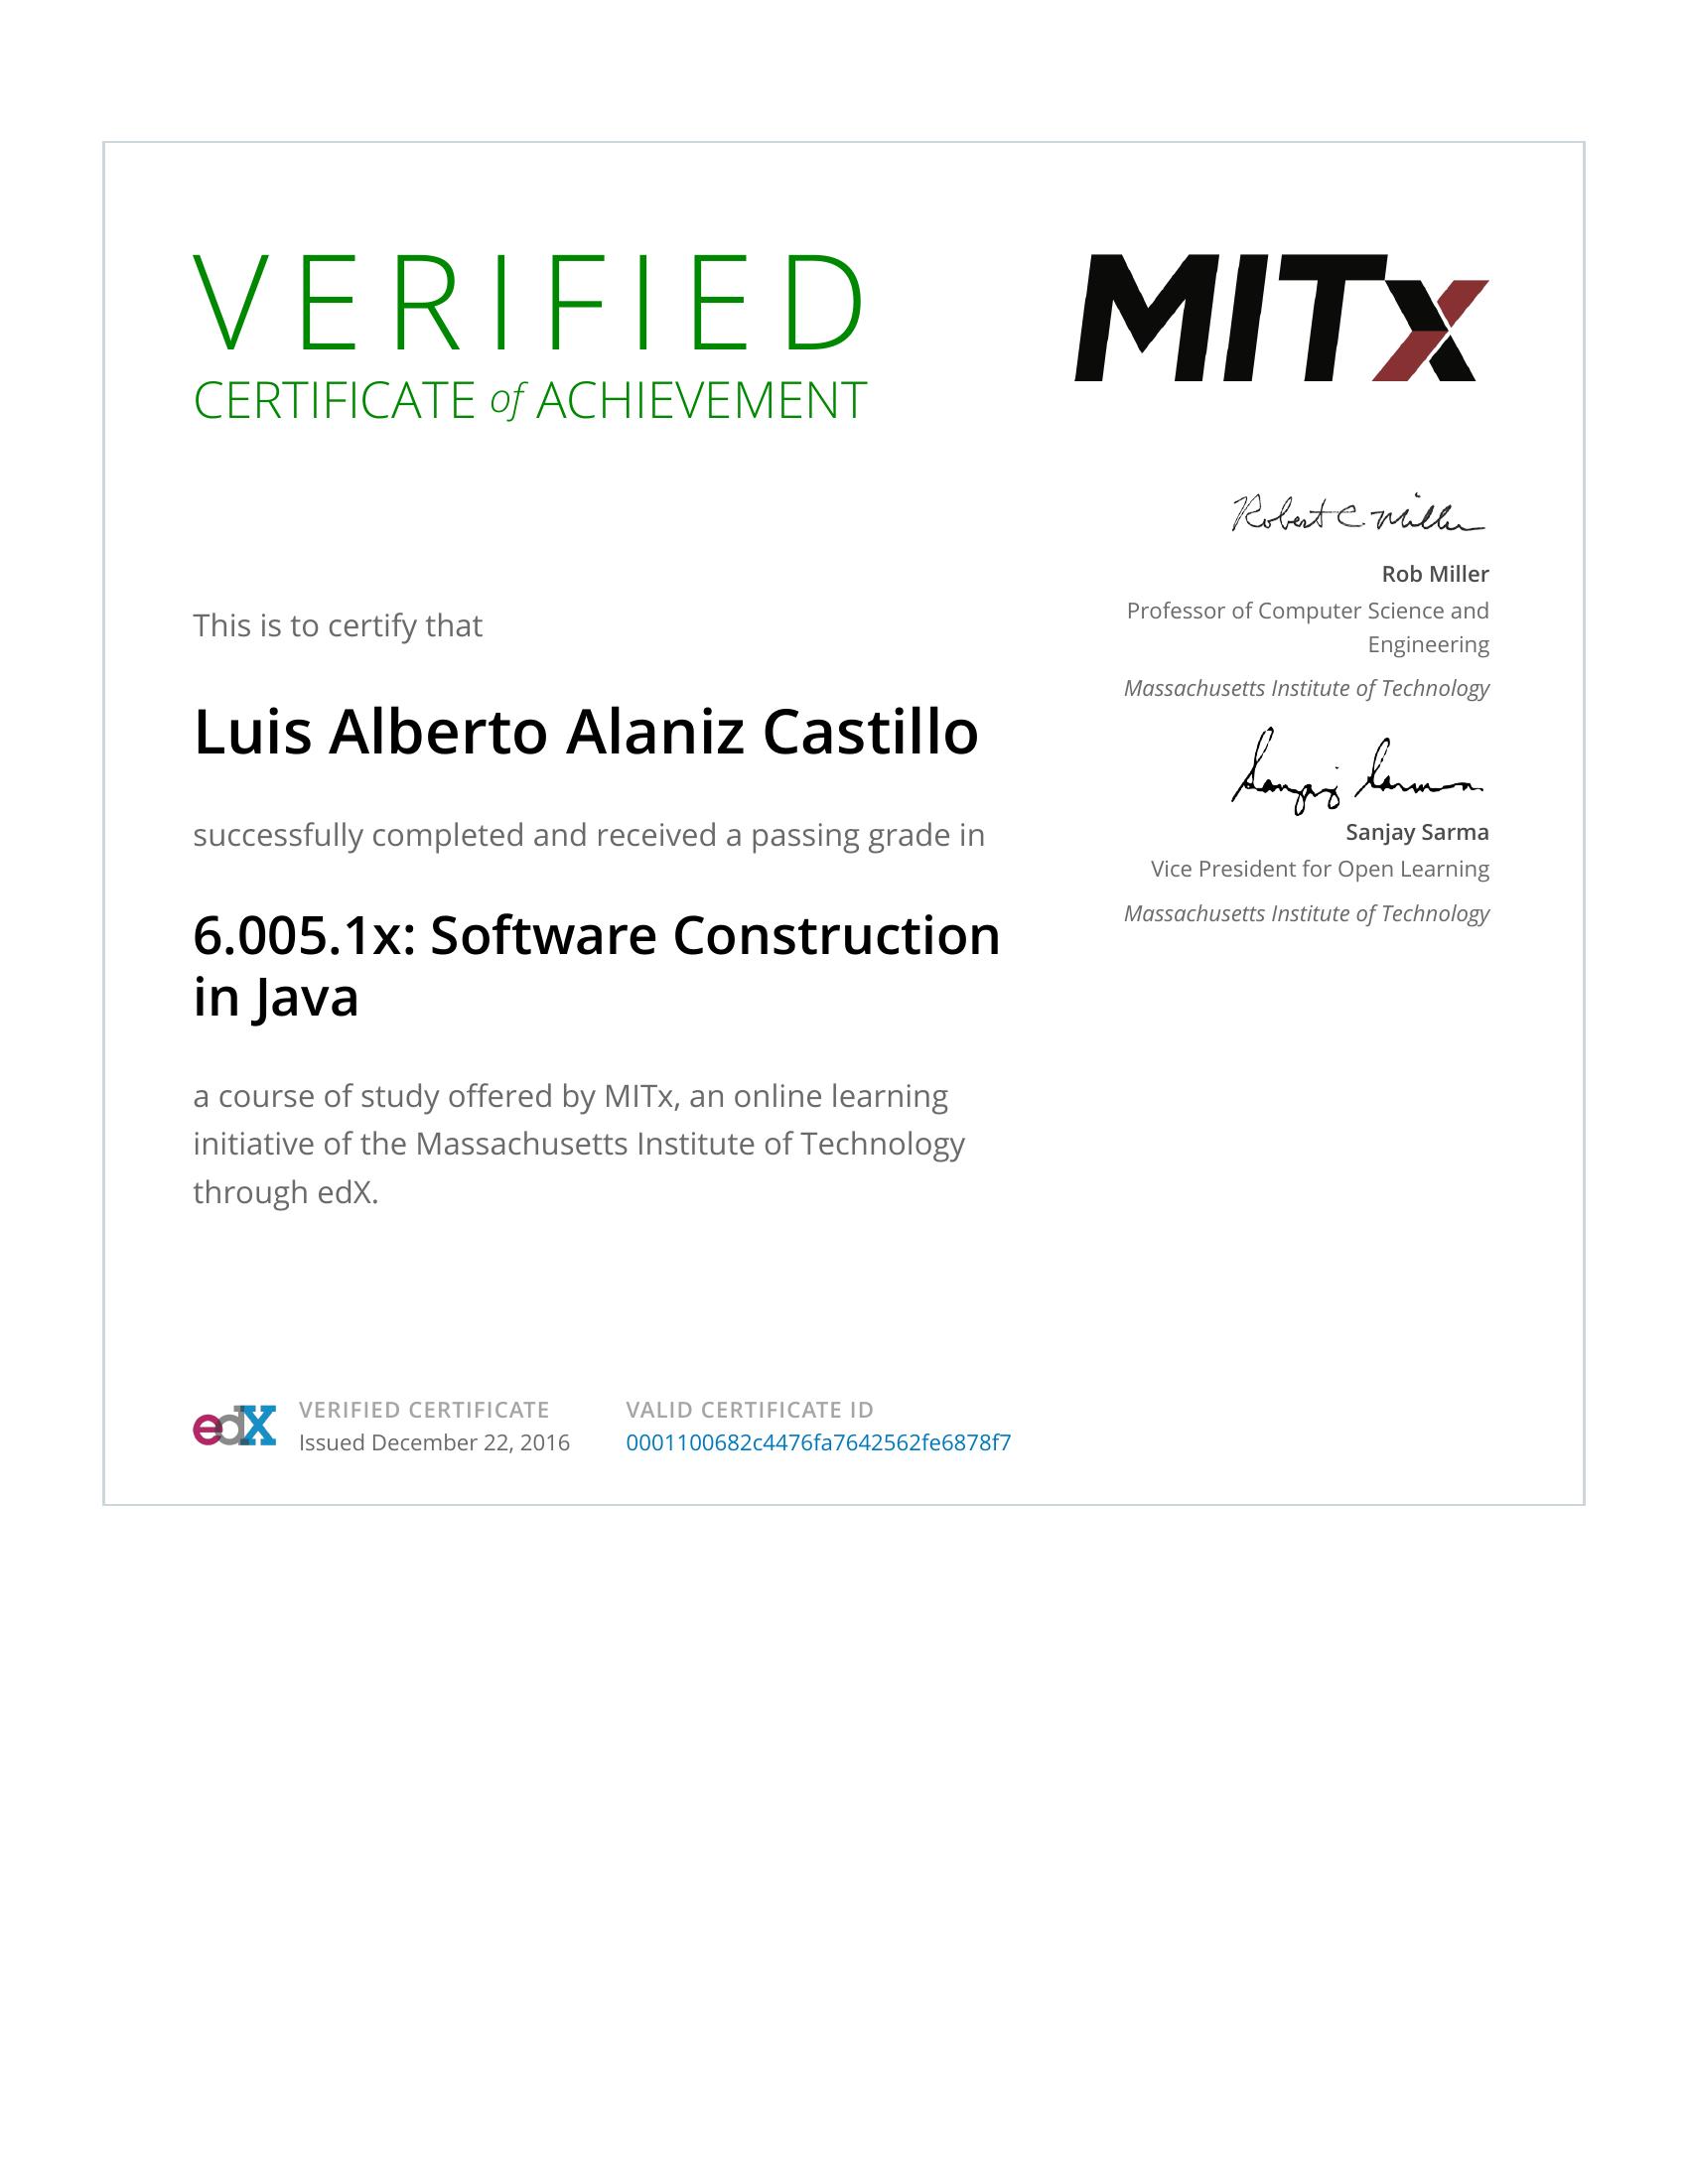 VERIFIED
CERTIFICATE of ACHIEVEMENT
MITx
Robert C. Miller
Rob Miller
Professor of Computer Science and
Engineering
Massachusetts Institute of Technology
Sanjay Sarma
Sanjay Sarma
Vice President for Open Learning
Massachusetts Institute of Technology
This is to certify that
Luis Alberto Alaniz Castillo
successfully completed and received a passing grade in
6.005.1x: Software Construction
in Java
a course of study offered by MITx, an online learning
initiative of the Massachusetts Institute of Technology
through edX.
edX
VERIFIED CERTIFICATE
Issued December 22, 2016
VALID CERTIFICATE ID
0001100682c4476fa7642562fe6878f7